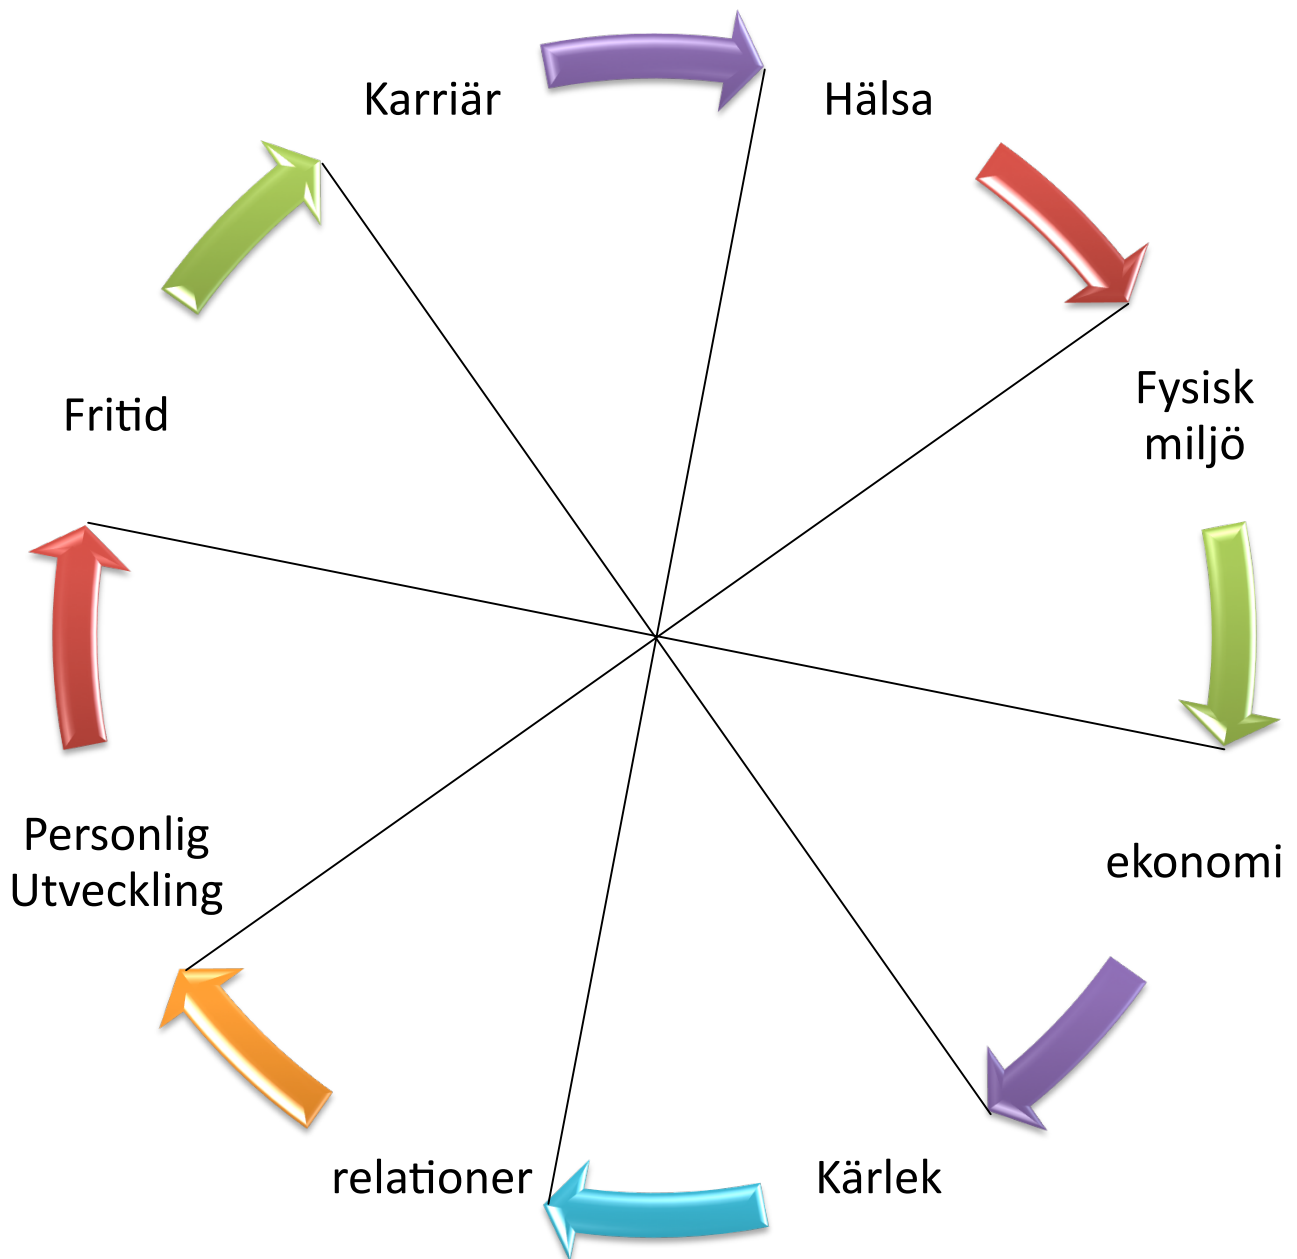 Karriär
Hälsa
Fysisk
miljö
ekonomi
Kärlek
relationer
Personlig
Utveckling
Fritid